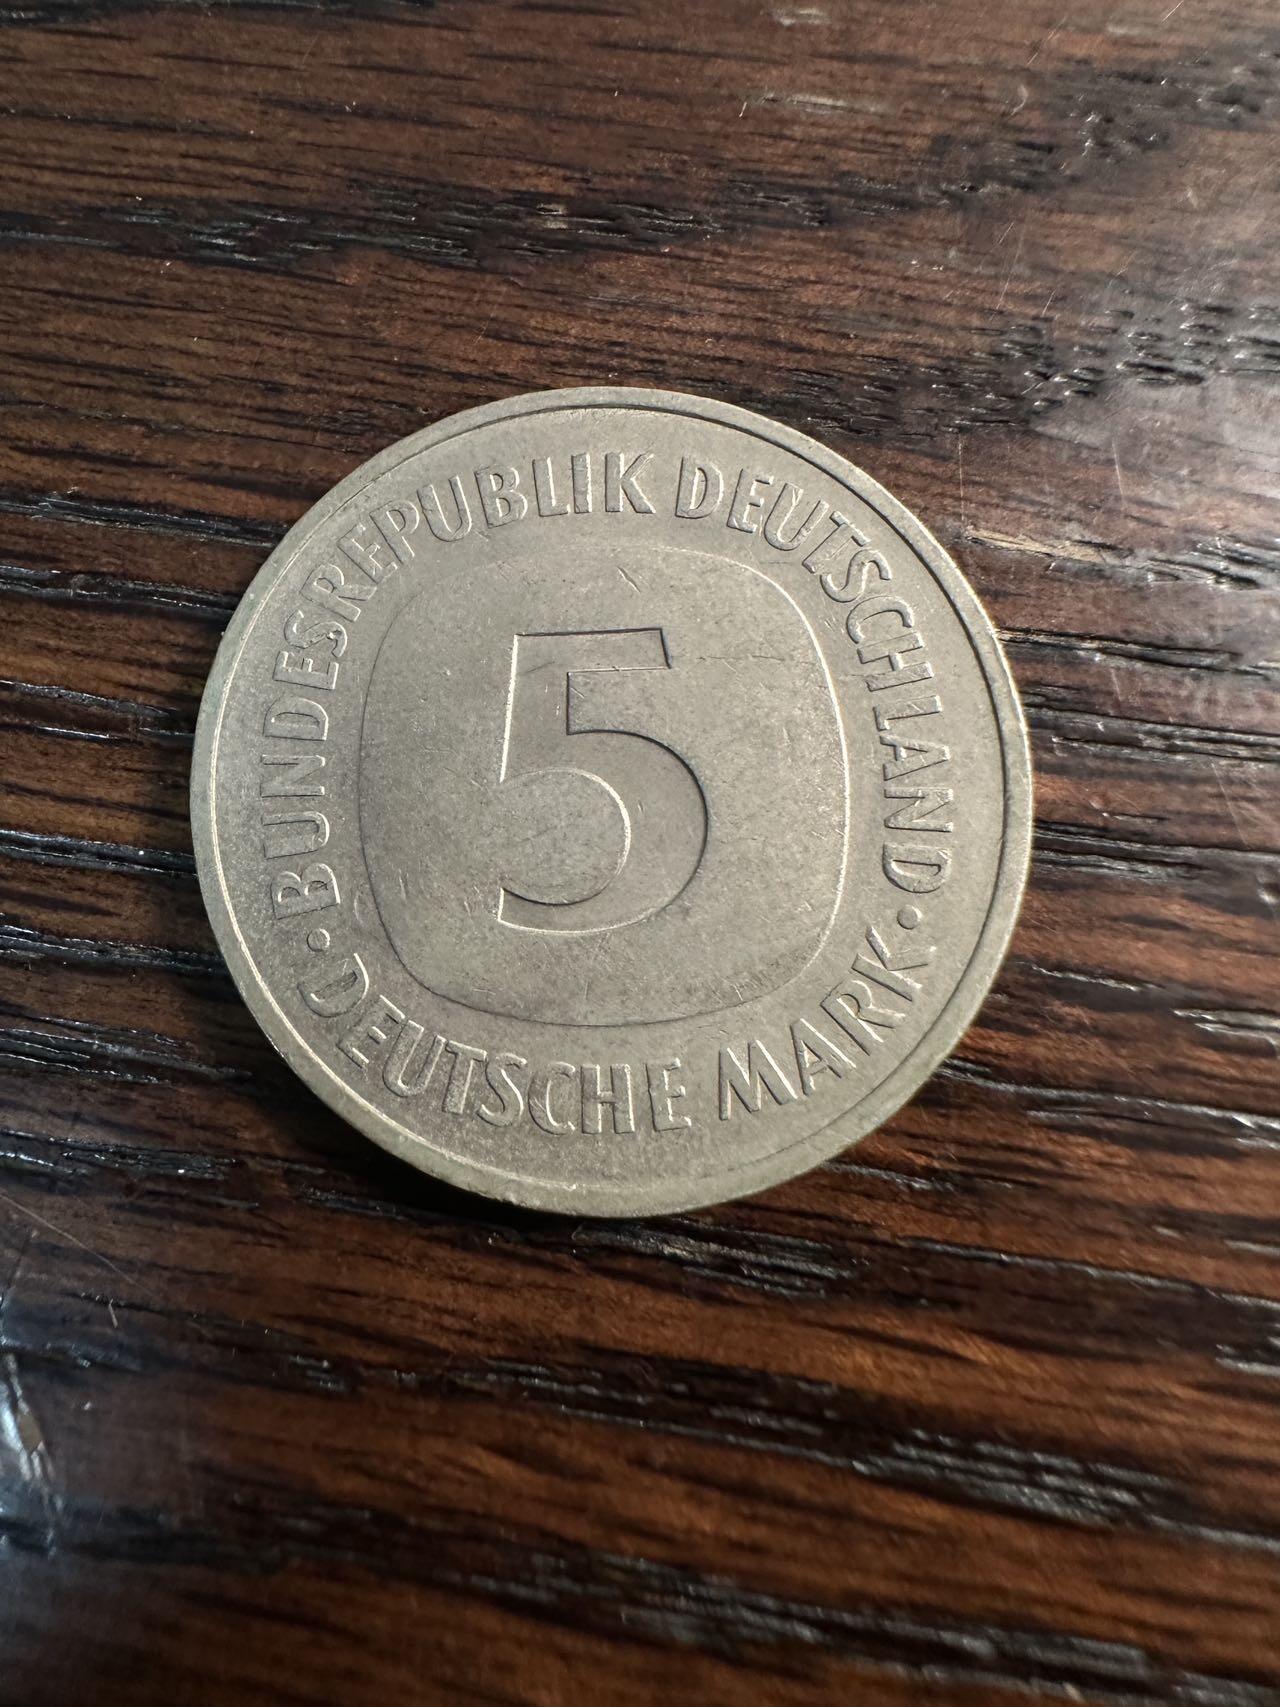 BUNDESREPUBLIK DEUTSCHLAND
5
· DEUTSCHE MARK ·